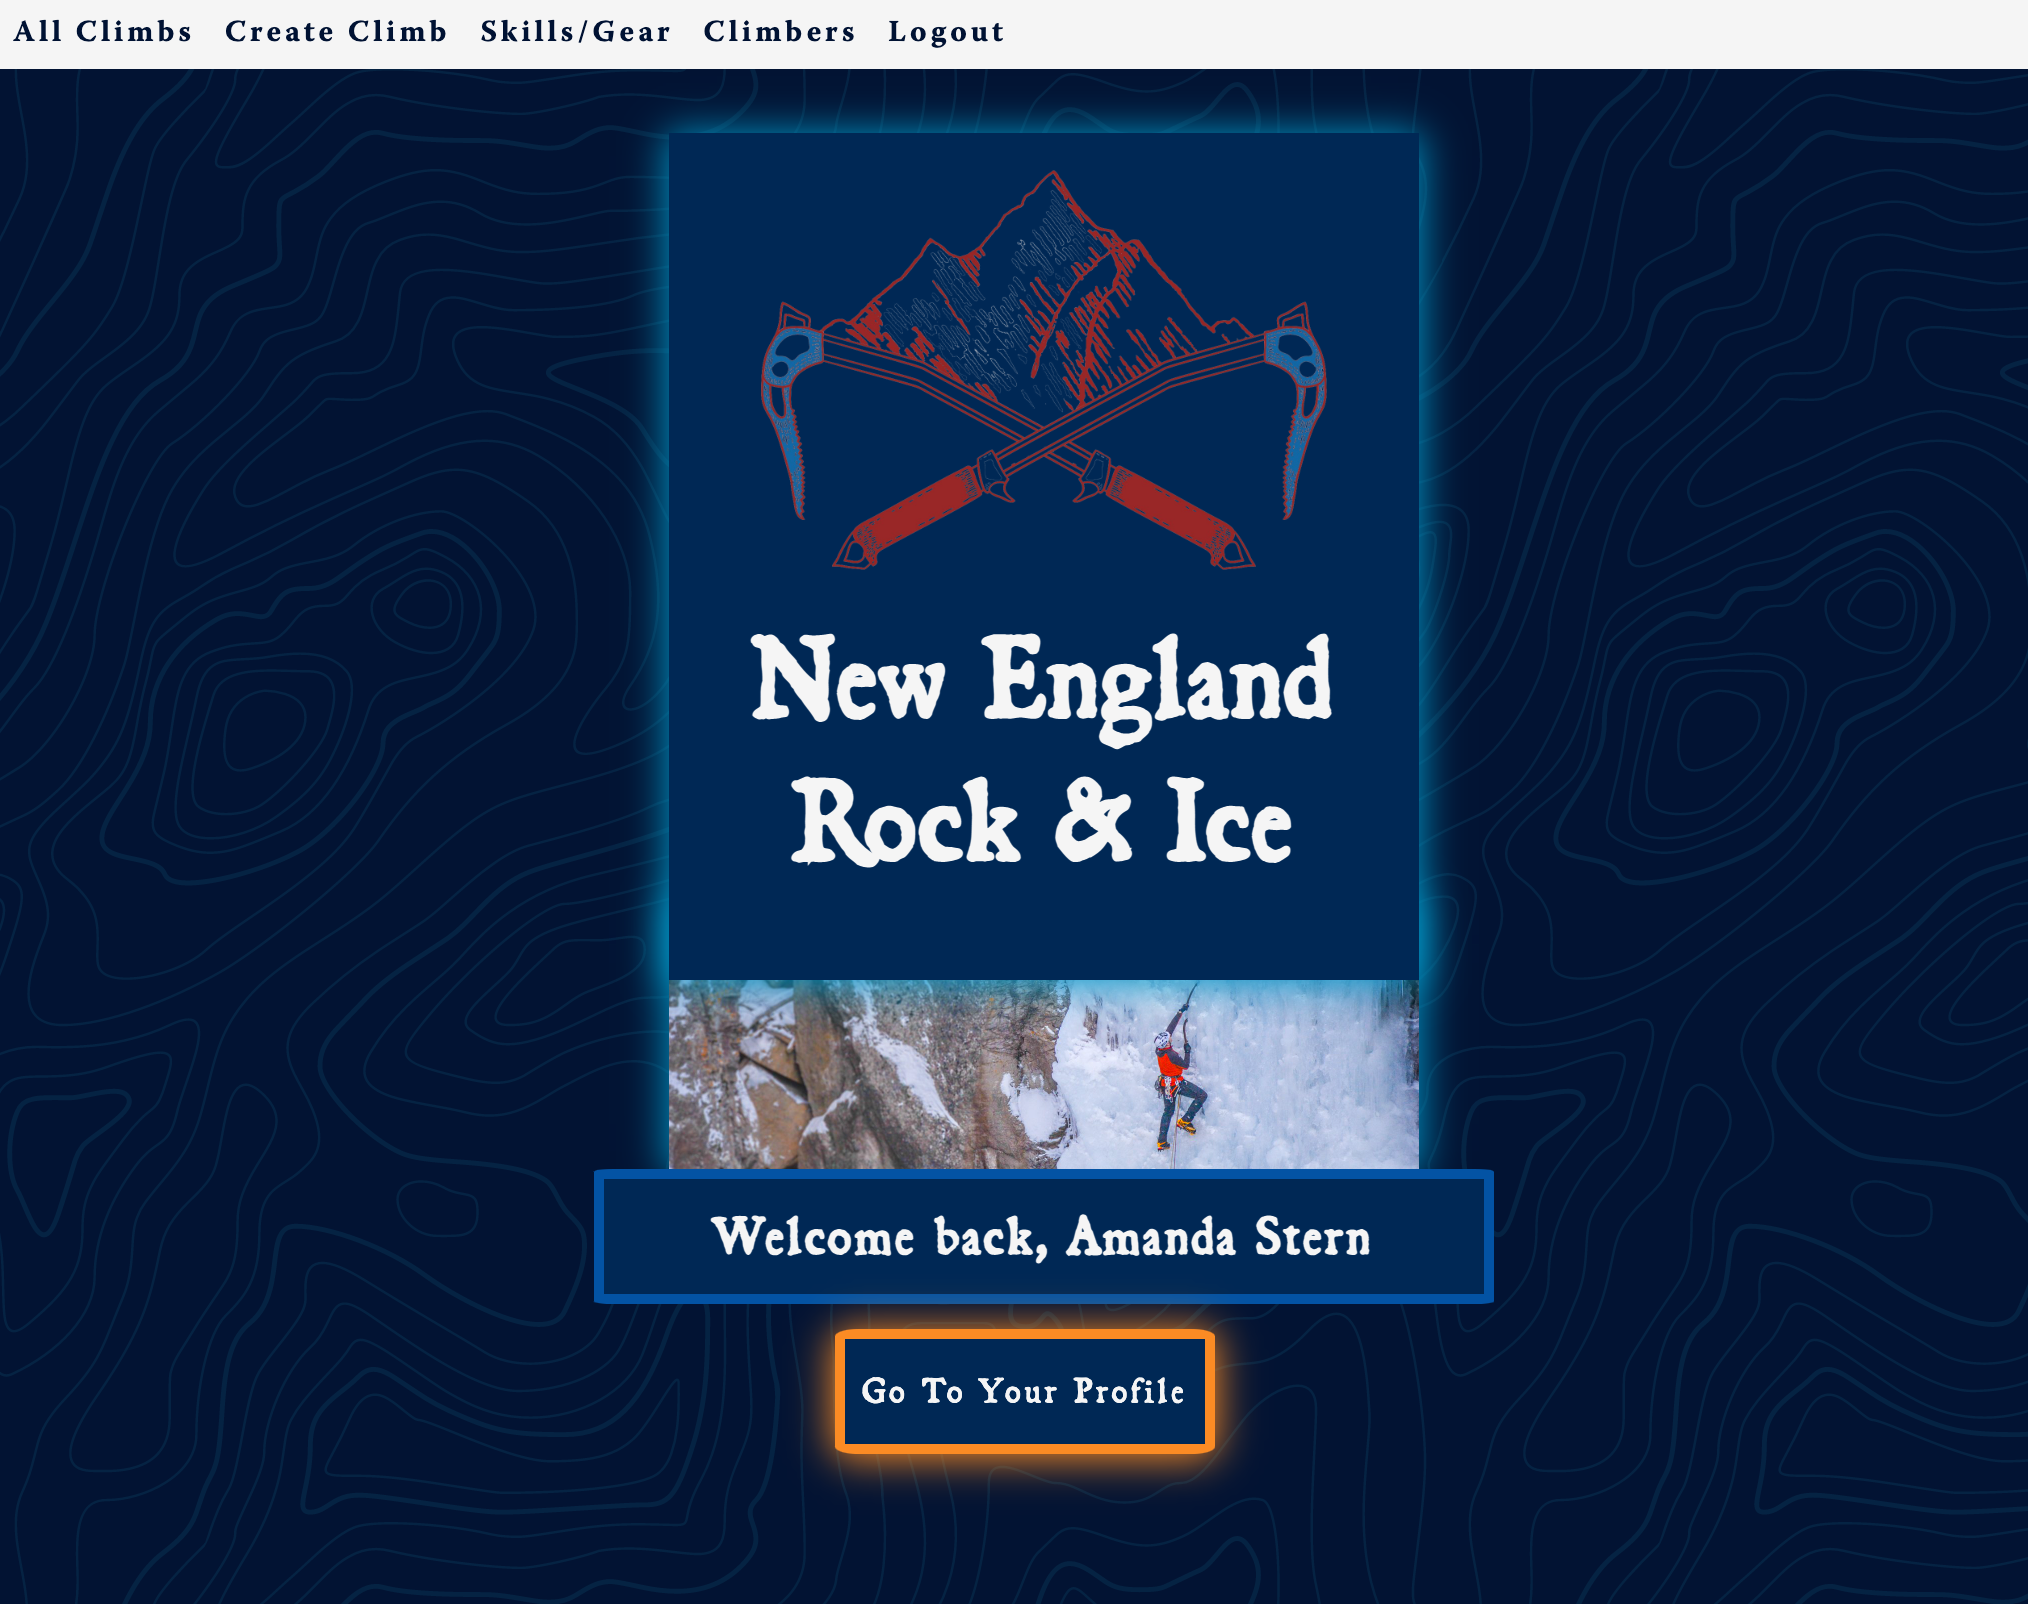 All Climbs Create Climb Skills/Gear Climbers Logout
New England
Rock & Ice
Welcome back, Amanda Stern
Go To Your Profile